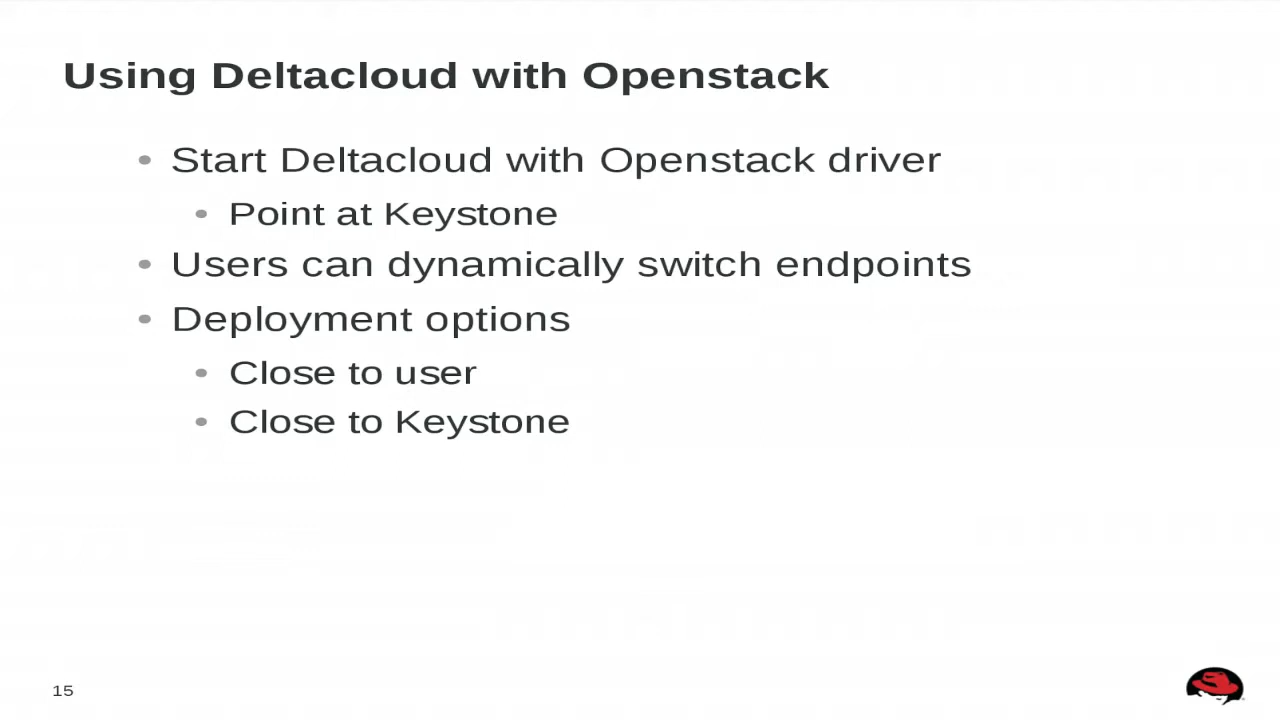 Using Deltacloud with Openstack
• Start Deltacloud with Openstack driver
• Point at Keystone
• Users can dynamically switch endpoints
• Deployment options
• Close to user
• Close to Keystone
15